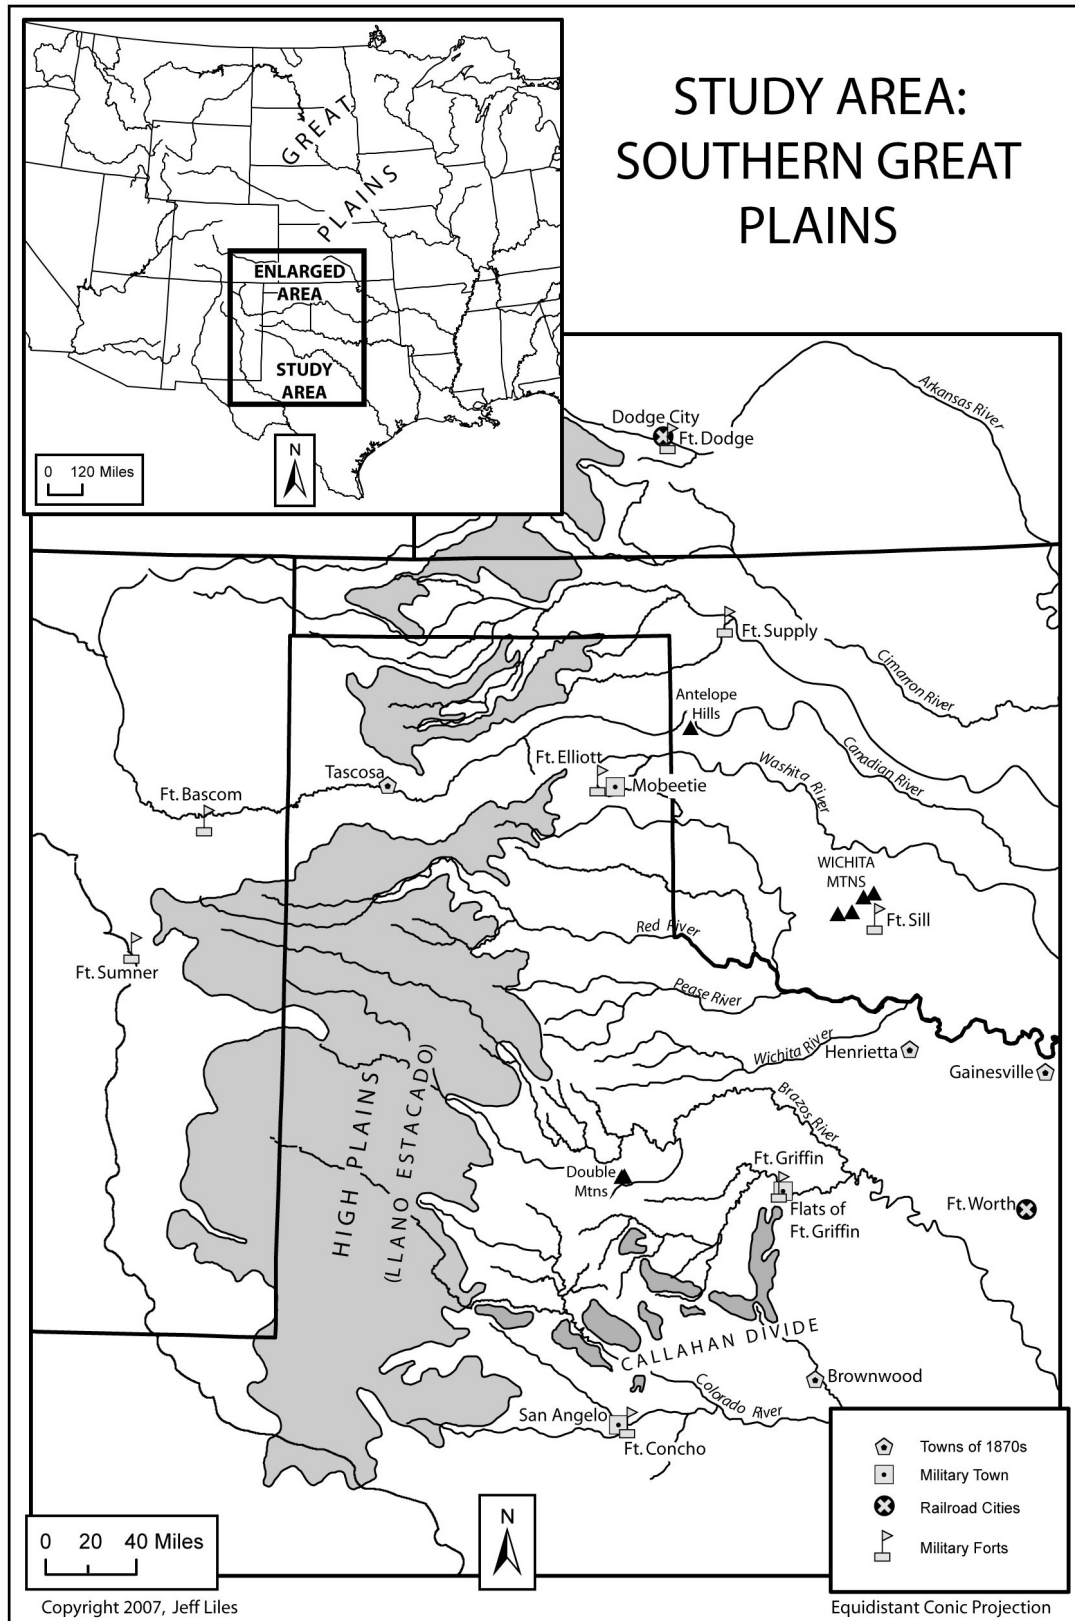 STUDY AREA:
SOUTHERN GREAT
PLAINS
GREAT
PLAINS
ENLARGED
AREA
STUDY
AREA
N
0 120 Miles
Arkansas River
Dodge City
Ft. Dodge
Ft. Supply
Cimarron River
Antelope
Hills
Canadian River
Washita River
Ft. Elliott
Mobeetie
Tascosa
Ft. Bascom
WICHITA
MTNS
Ft. Sill
Red River
Ft. Sumner
Pease River
Wichita River
Henrietta
Gainesville
HIGH PLAINS
(LLANO ESTACADO)
Brazos River
Double
Mtns
Ft. Griffin
Flats of
Ft. Griffin
Ft. Worth
CALLAHAN DIVIDE
Brownwood
Colorado River
San Angelo
Ft. Concho
Towns of 1870s
Military Town
Railroad Cities
Military Forts
N
0 20 40 Miles
Copyright 2007, Jeff Liles
Equidistant Conic Projection